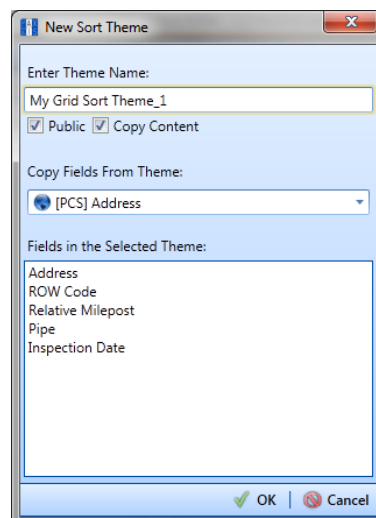 New Sort Theme
Enter Theme Name:
My Grid Sort Theme_1
Public Copy Content
Copy Fields From Theme:
[PCS] Address
Fields in the Selected Theme:
Address
ROW Code
Relative Milepost
Pipe
Inspection Date
OK | Cancel